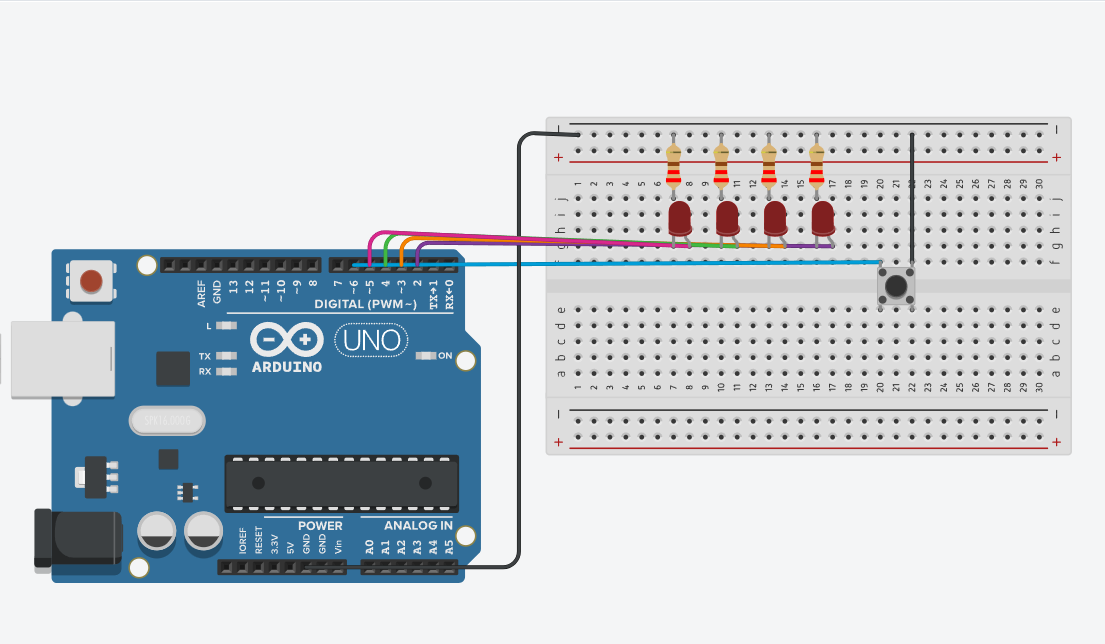 −
−
+
+
1 2 3 4 5 6 7 8 9 10 11 12 13 14 15 16 17 18 19 20 21 22 23 24 25 26 27 28 29 30
j
j
i
i
h
h
g
g
f
f
AREF
GND
13
12
~11
~10
~9
8
7
~6
~5
4
~3
2
TX→1
RX←0
DIGITAL (PWM~)
L
TX
RX
ARDUINO
UNO
ON
e
e
d
d
c
c
b
b
a
a
1 2 3 4 5 6 7 8 9 10 11 12 13 14 15 16 17 18 19 20 21 22 23 24 25 26 27 28 29 30
−
−
+
+
POWER
ANALOG IN
IOREF
RESET
3.3V
5V
GND
GND
Vin
A0
A1
A2
A3
A4
A5